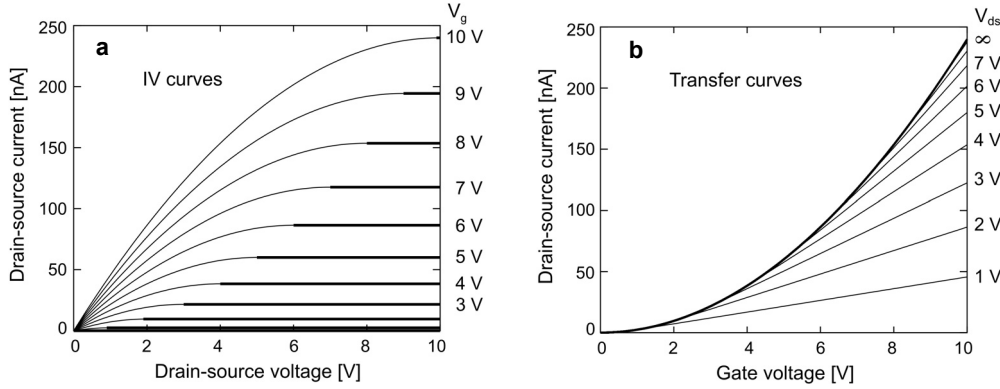 a
IV curves
V_g
10 V
9 V
8 V
7 V
6 V
5 V
4 V
3 V
250
200
150
100
50
0
0 2 4 6 8 10
Drain-source current [nA]
Drain-source voltage [V]
b
Transfer curves
V_ds
∞
7 V
6 V
5 V
4 V
3 V
2 V
1 V
250
200
150
100
50
0
0 2 4 6 8 10
Drain-source current [nA]
Gate voltage [V]